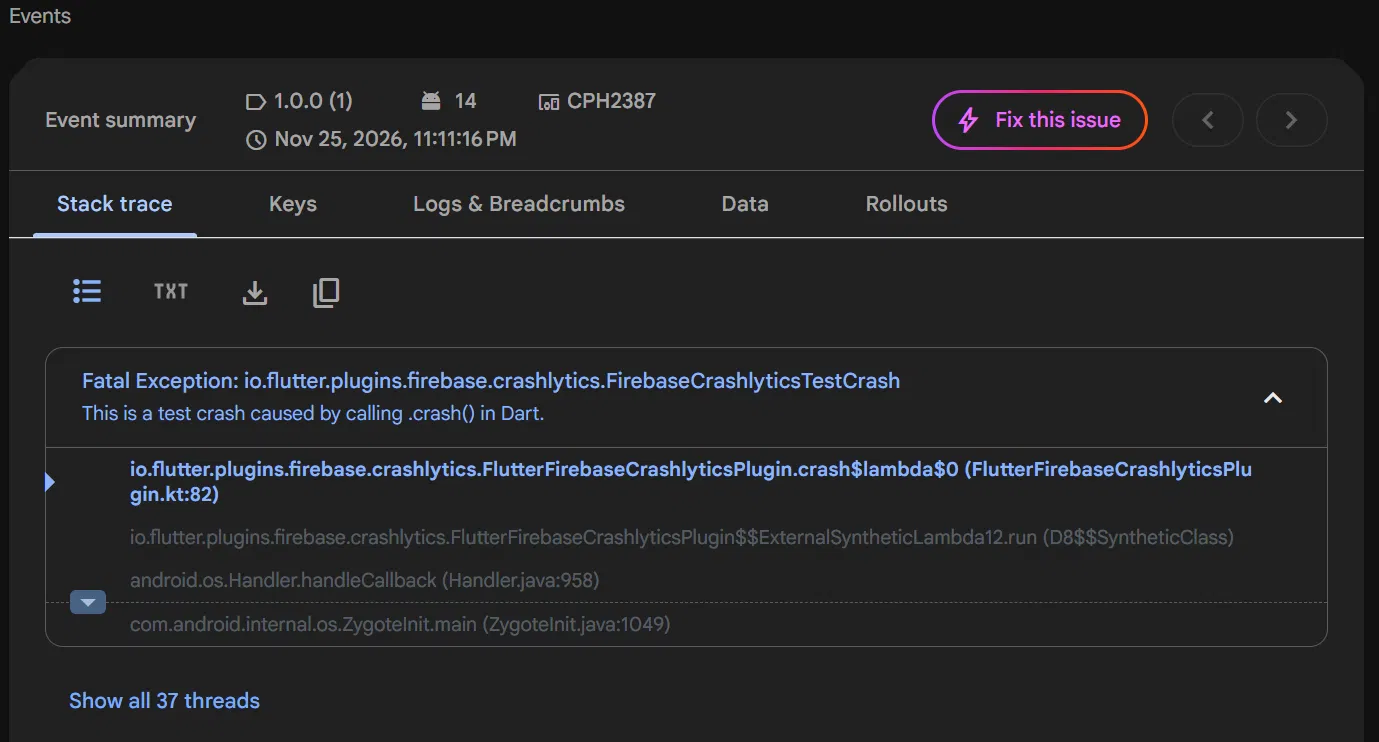 Events
Event summary
1.0.0 (1)
14
CPH2387
Nov 25, 2026, 11:11:16 PM
Fix this issue
Stack trace
Keys
Logs & Breadcrumbs
Data
Rollouts
TXT
Fatal Exception: io.flutter.plugins.firebase.crashlytics.FirebaseCrashlyticsTestCrash
This is a test crash caused by calling .crash() in Dart.
io.flutter.plugins.firebase.crashlytics.FlutterFirebaseCrashlyticsPlugin.crash$lambda$0 (FlutterFirebaseCrashlyticsPlu
gin.kt:82)
io.flutter.plugins.firebase.crashlytics.FlutterFirebaseCrashlyticsPlugin$$ExternalSyntheticLambda12.run (D8$$SyntheticClass)
android.os.Handler.handleCallback (Handler.java:958)
com.android.internal.os.ZygoteInit.main (ZygoteInit.java:1049)
Show all 37 threads